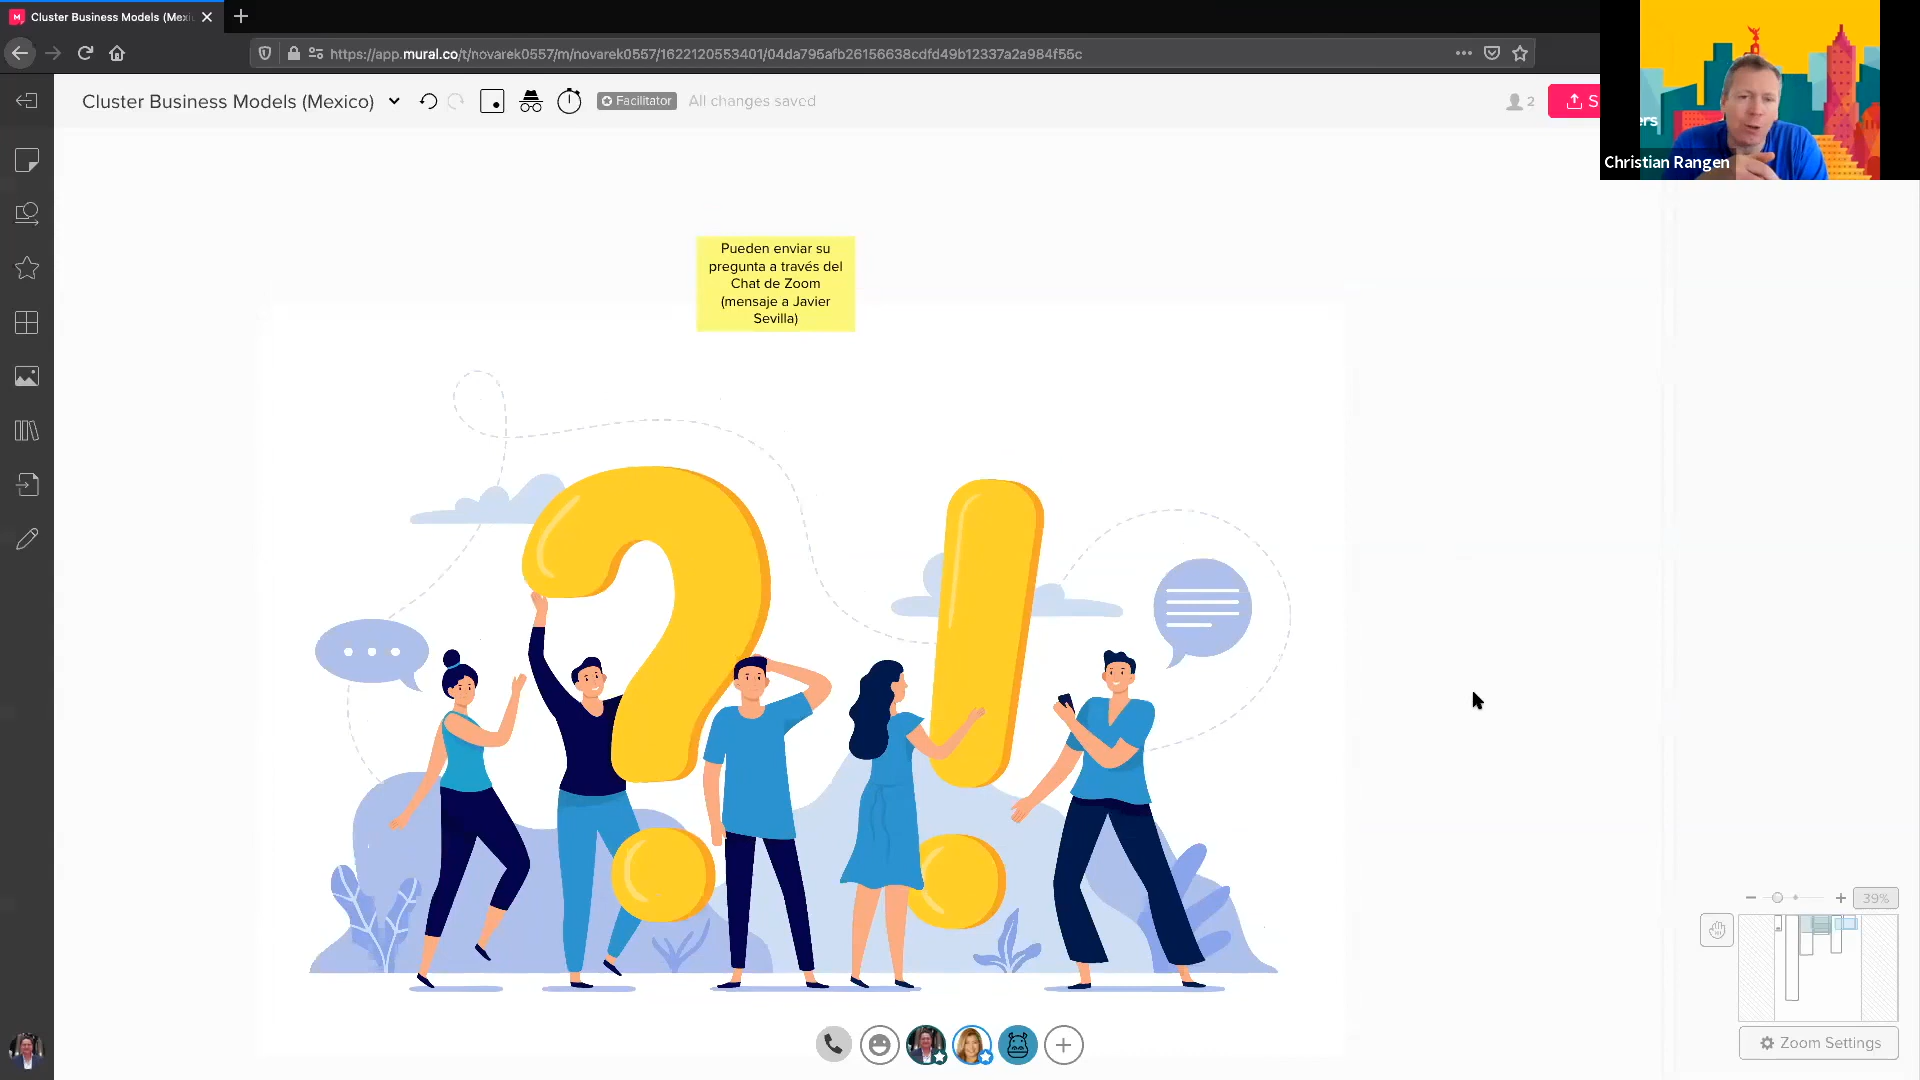 Cluster Business Models (Mexi
https://app.mural.co/t/novarek0557/m/novarek0557/1622120553401/04da795afb26156638cdfd49b12337a2a984f55c
Cluster Business Models (Mexico)
Facilitator
All changes saved
2
S
ers
Christian Rangen
Pueden enviar su
pregunta a través del
Chat de Zoom
(mensaje a Javier
Sevilla)
39%
Zoom Settings